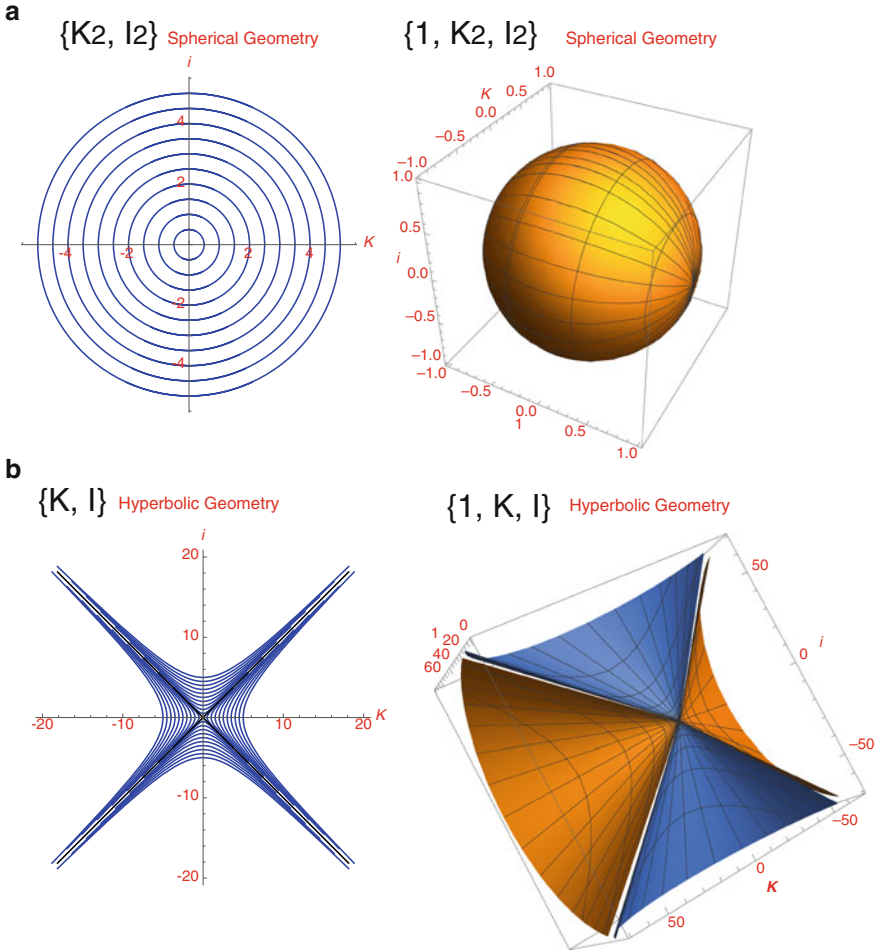 a
{K2, I2} Spherical Geometry
i
4
2
-4 -2 2 4 K
2
4
{1, K2, I2} Spherical Geometry
1.0
K 0.5
0.0
−0.5
−1.0
1.0
0.5
i
0.0
−0.5
−1.0
−1.0
−0.5
0.0
1
0.5
1.0
b
{K, I} Hyperbolic Geometry
i
20
10
-20 -10 10 20 K
-10
-20
{1, K, I} Hyperbolic Geometry
50
1 0
20
40
60
0 i
−50
−50
0
K
50